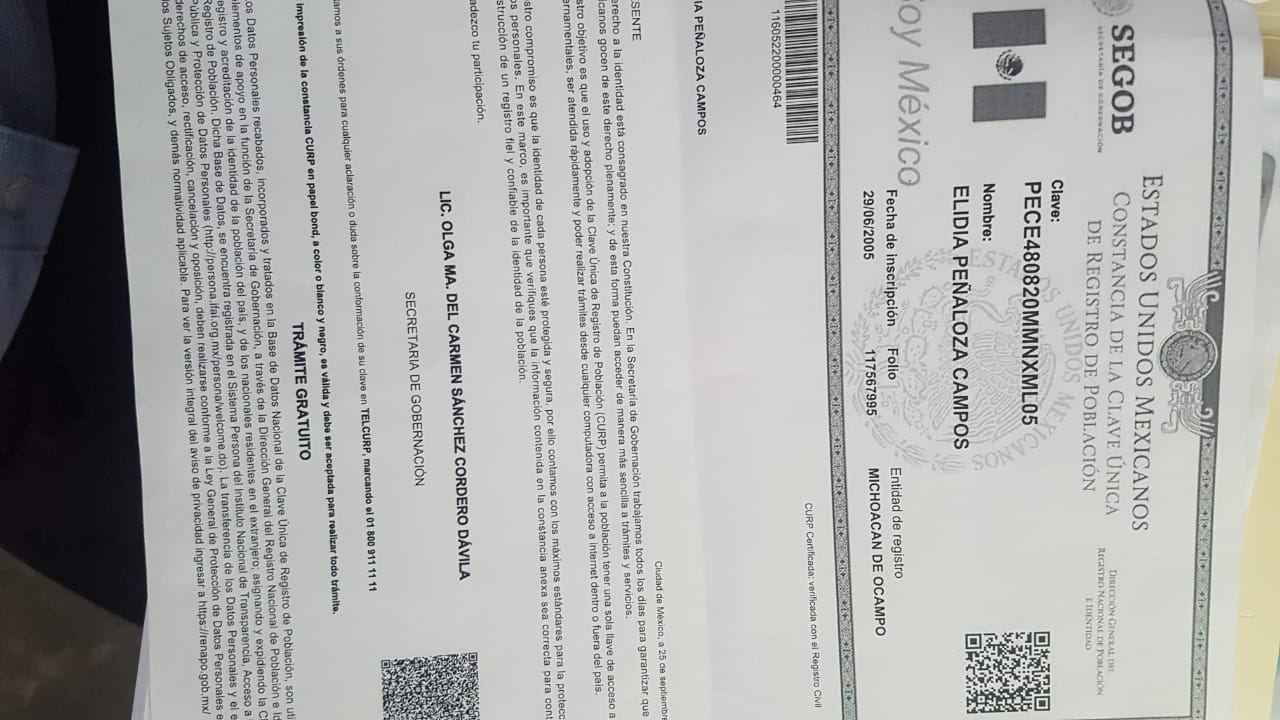 SEGOB
SECRETARÍA DE GOBERNACIÓN
ESTADOS UNIDOS MEXICANOS
CONSTANCIA DE LA CLAVE ÚNICA
DE REGISTRO DE POBLACIÓN
DIRECCIÓN GENERAL DEL
REGISTRO NACIONAL DE POBLACIÓN
E IDENTIDAD
Soy México
Clave:
PECE480820MMNXML05
Nombre:
ELIDIA PEÑALOZA CAMPOS
Fecha de inscripción Folio Entidad de registro
29/06/2005 117567995 MICHOACAN DE OCAMPO
ESTADOS UNIDOS MEXICANOS
116052200000464
CURP Certificada: verificada con el Registro Civil
IA PEÑALOZA CAMPOS
Ciudad de México, a 25 de septiembre
SENTE
erecho a la identidad está consagrado en nuestra Constitución. En la Secretaría de Gobernación trabajamos todos los días para garantizar que
icanos gocen de este derecho plenamente; y de esta forma puedan acceder de manera más sencilla a trámites y servicios.
stro objetivo es que el uso y adopción de la Clave Única de Registro de Población (CURP) permita a la población tener una sola llave de acceso a
ernamentales, ser atendida rápidamente y poder realizar trámites desde cualquier computadora con acceso a internet dentro o fuera del país.
stro compromiso es que la identidad de cada persona esté protegida y segura, por ello contamos con los máximos estándares para la protecc
os personales. En este marco, es importante que verifiques que la información contenida en la constancia anexa sea correcta para cont
strucción de un registro fiel y confiable de la identidad de la población.
adezco tu participación.
LIC. OLGA MA. DEL CARMEN SÁNCHEZ CORDERO DÁVILA
SECRETARIA DE GOBERNACIÓN
amos a sus órdenes para cualquier aclaración o duda sobre la conformación de su clave en TELCURP, marcando el 01 800 911 11 11
Impresión de la constancia CURP en papel bond, a color o blanco y negro, es válida y debe ser aceptada para realizar todo trámite.
TRÁMITE GRATUITO
os Datos Personales recabados, incorporados y tratados en la Base de Datos Nacional de la Clave Única de Registro de Población, son uti
lementos de apoyo en la función de la Secretaría de Gobernación, a través de la Dirección General del Registro Nacional de Población e Id
egistro y acreditación de la identidad de la población del país, y de los nacionales residentes en el extranjero; asignando y expidiendo la C
Registro de Población. Dicha Base de Datos, se encuentra registrada en el Sistema Persona del Instituto Nacional de Transparencia, Acceso a
ública y Protección de Datos Personales (http://persona.ifai.org.mx/persona/welcome.do). La transferencia de los Datos Personales y el e
derechos de acceso, rectificación, cancelación y oposición, deben realizarse conforme a la Ley General de Protección de Datos Personales e
los Sujetos Obligados, y demás normatividad aplicable. Para ver la versión integral del aviso de privacidad ingresar a https://renapo.gob.mx/